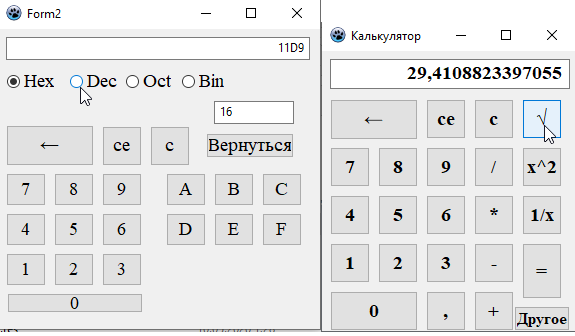 Form2
11D9
Hex Dec Oct Bin
16
← ce c Вернуться
7 8 9 A B C
4 5 6 D E F
1 2 3
0
Калькулятор
29,4108823397055
← ce c √
7 8 9 / x^2
4 5 6 * 1/x
1 2 3 - =
0 , + Другое